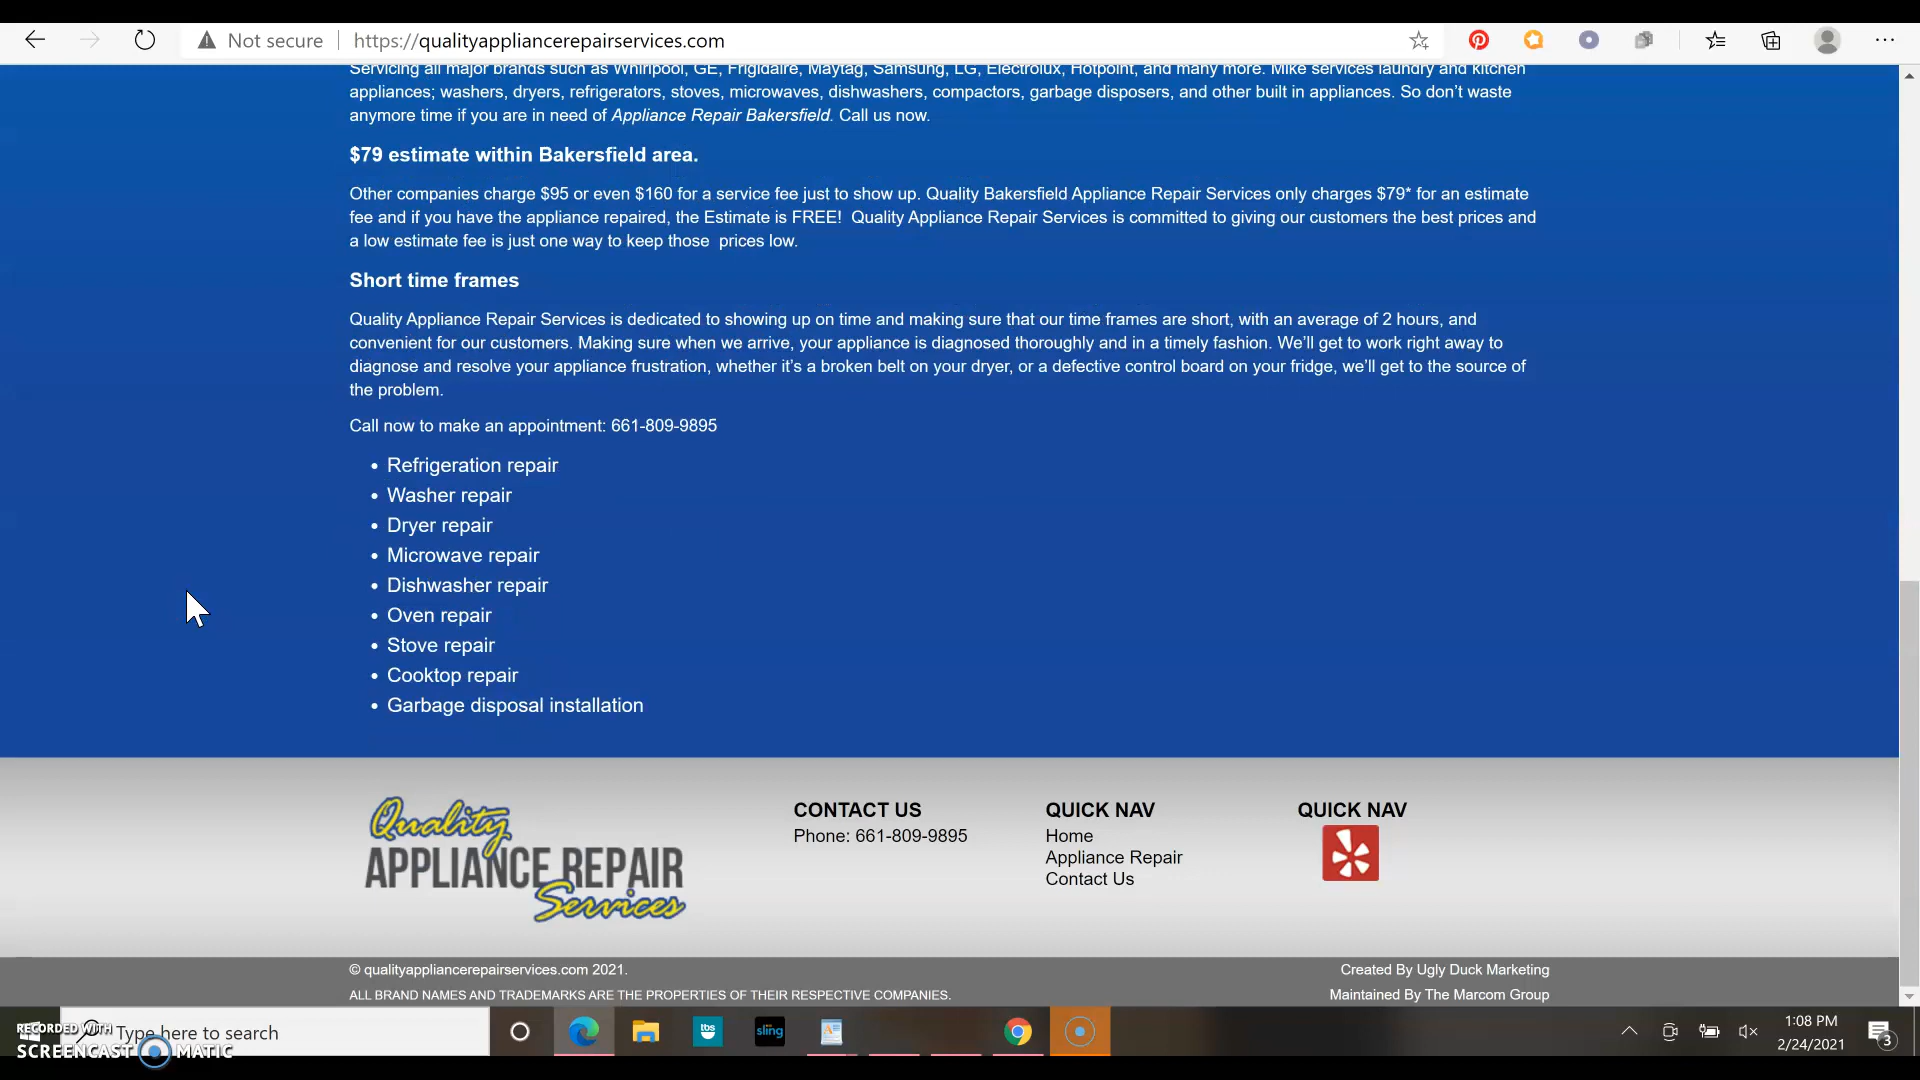 Not secure
https://qualityappliancerepairservices.com
Servicing all major brands such as Whirlpool, GE, Frigidaire, Maytag, Samsung, LG, Electrolux, Hotpoint, and many more. Mike services laundry and kitchen
appliances; washers, dryers, refrigerators, stoves, microwaves, dishwashers, compactors, garbage disposers, and other built in appliances. So don't waste
anymore time if you are in need of Appliance Repair Bakersfield. Call us now.
$79 estimate within Bakersfield area.
Other companies charge $95 or even $160 for a service fee just to show up. Quality Bakersfield Appliance Repair Services only charges $79* for an estimate
fee and if you have the appliance repaired, the Estimate is FREE! Quality Appliance Repair Services is committed to giving our customers the best prices and
a low estimate fee is just one way to keep those prices low.
Short time frames
Quality Appliance Repair Services is dedicated to showing up on time and making sure that our time frames are short, with an average of 2 hours, and
convenient for our customers. Making sure when we arrive, your appliance is diagnosed thoroughly and in a timely fashion. We'll get to work right away to
diagnose and resolve your appliance frustration, whether it's a broken belt on your dryer, or a defective control board on your fridge, we'll get to the source of
the problem.
Call now to make an appointment: 661-809-9895
• Refrigeration repair
• Washer repair
• Dryer repair
• Microwave repair
• Dishwasher repair
• Oven repair
• Stove repair
• Cooktop repair
• Garbage disposal installation
Quality
APPLIANCE REPAIR
Services
CONTACT US
Phone: 661-809-9895
QUICK NAV
Home
Appliance Repair
Contact Us
QUICK NAV
© qualityappliancerepairservices.com 2021.
Created By Ugly Duck Marketing
ALL BRAND NAMES AND TRADEMARKS ARE THE PROPERTIES OF THEIR RESPECTIVE COMPANIES.
Maintained By The Marcom Group
RECORDED WITH
SCREENCAST MATIC
Type here to search
tbs
sling
1:08 PM
2/24/2021
3